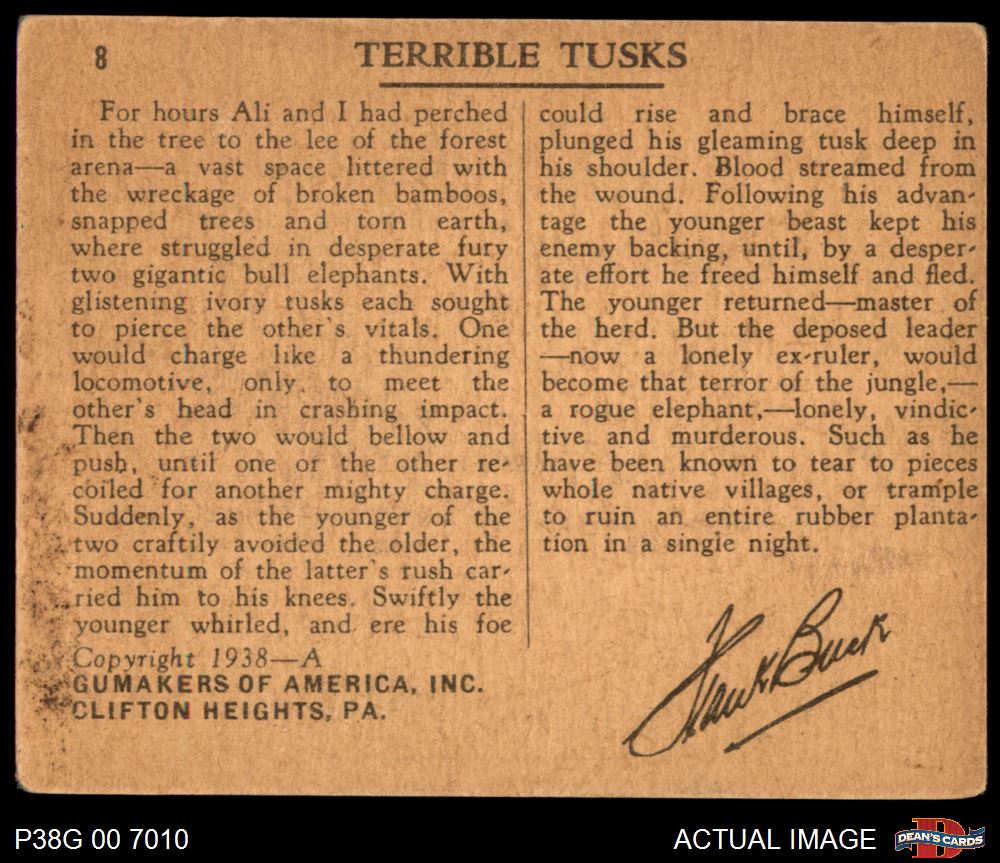 8
TERRIBLE TUSKS
For hours Ali and I had perched
in the tree to the lee of the forest
arena—a vast space littered with
the wreckage of broken bamboos,
snapped trees and torn earth,
where struggled in desperate fury
two gigantic bull elephants. With
glistening ivory tusks each sought
to pierce the other's vitals. One
would charge like a thundering
locomotive, only to meet the
other's head in crashing impact.
Then the two would bellow and
push, until one or the other re-
coiled for another mighty charge.
Suddenly, as the younger of the
two craftily avoided the older, the
momentum of the latter's rush car-
ried him to his knees. Swiftly the
younger whirled, and ere his foe
could rise and brace himself,
plunged his gleaming tusk deep in
his shoulder. Blood streamed from
the wound. Following his advan-
tage the younger beast kept his
enemy backing, until, by a desper-
ate effort he freed himself and fled.
The younger returned—master of
the herd. But the deposed leader
—now a lonely ex-ruler, would
become that terror of the jungle,—
a rogue elephant,—lonely, vindic-
tive and murderous. Such as he
have been known to tear to pieces
whole native villages, or trample
to ruin an entire rubber planta-
tion in a single night.
Copyright 1938—A
GUMAKERS OF AMERICA, INC.
CLIFTON HEIGHTS, PA.
Frank Buck
P38G 00 7010
ACTUAL IMAGE
D
DEAN'S CARDS